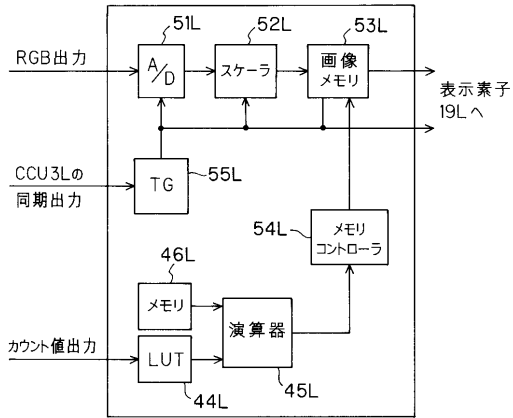 51L
52L
53L
RGB出力
A/D
スケーラ
画像
メモリ
表示素子
19Lへ
CCU3Lの
同期出力
TG
55L
54L
メモリ
コントローラ
46L
メモリ
演算器
カウント値出力
LUT
44L
45L